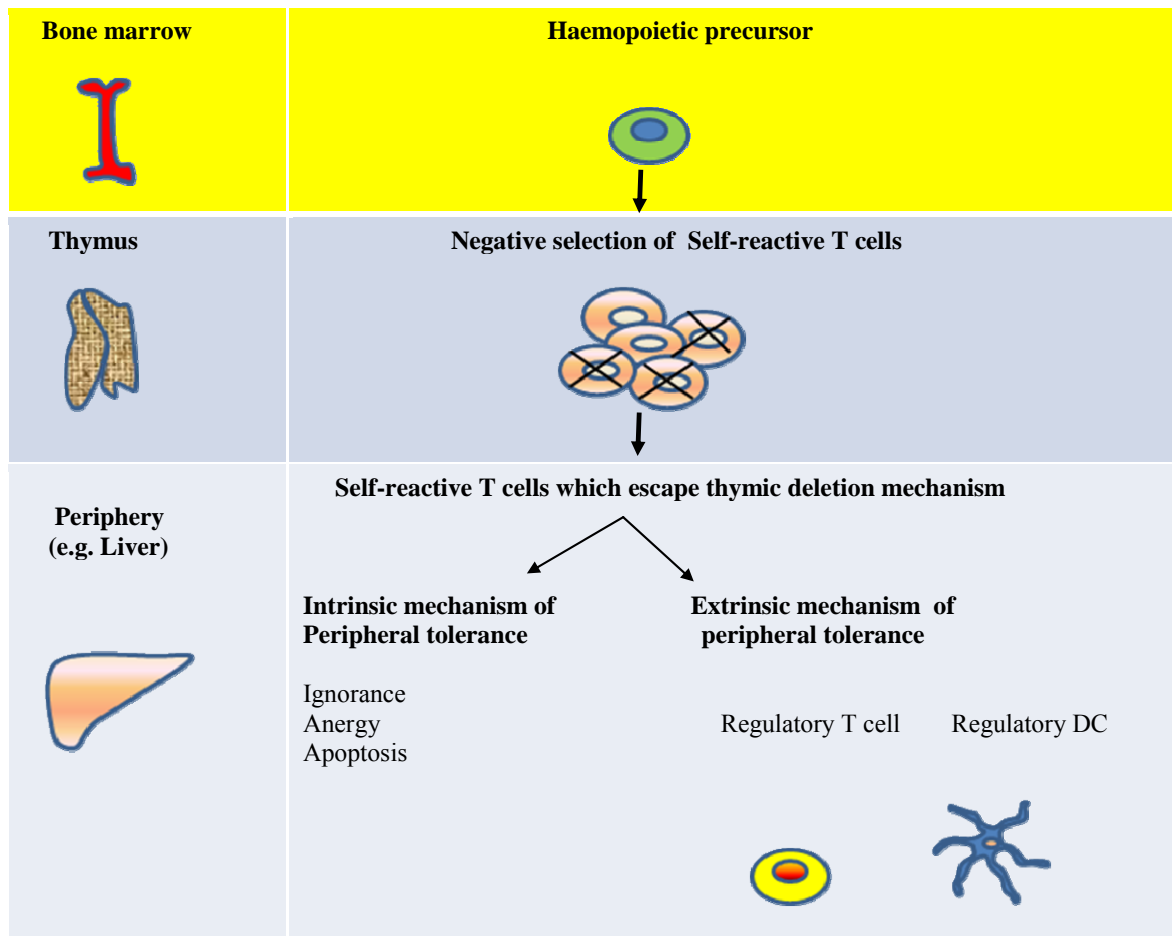 Bone marrow
Haemopoietic precursor
Thymus
Negative selection of Self-reactive T cells
Periphery
(e.g. Liver)
Self-reactive T cells which escape thymic deletion mechanism
Intrinsic mechanism of
Peripheral tolerance
Ignorance
Anergy
Apoptosis
Extrinsic mechanism of
peripheral tolerance
Regulatory T cell
Regulatory DC